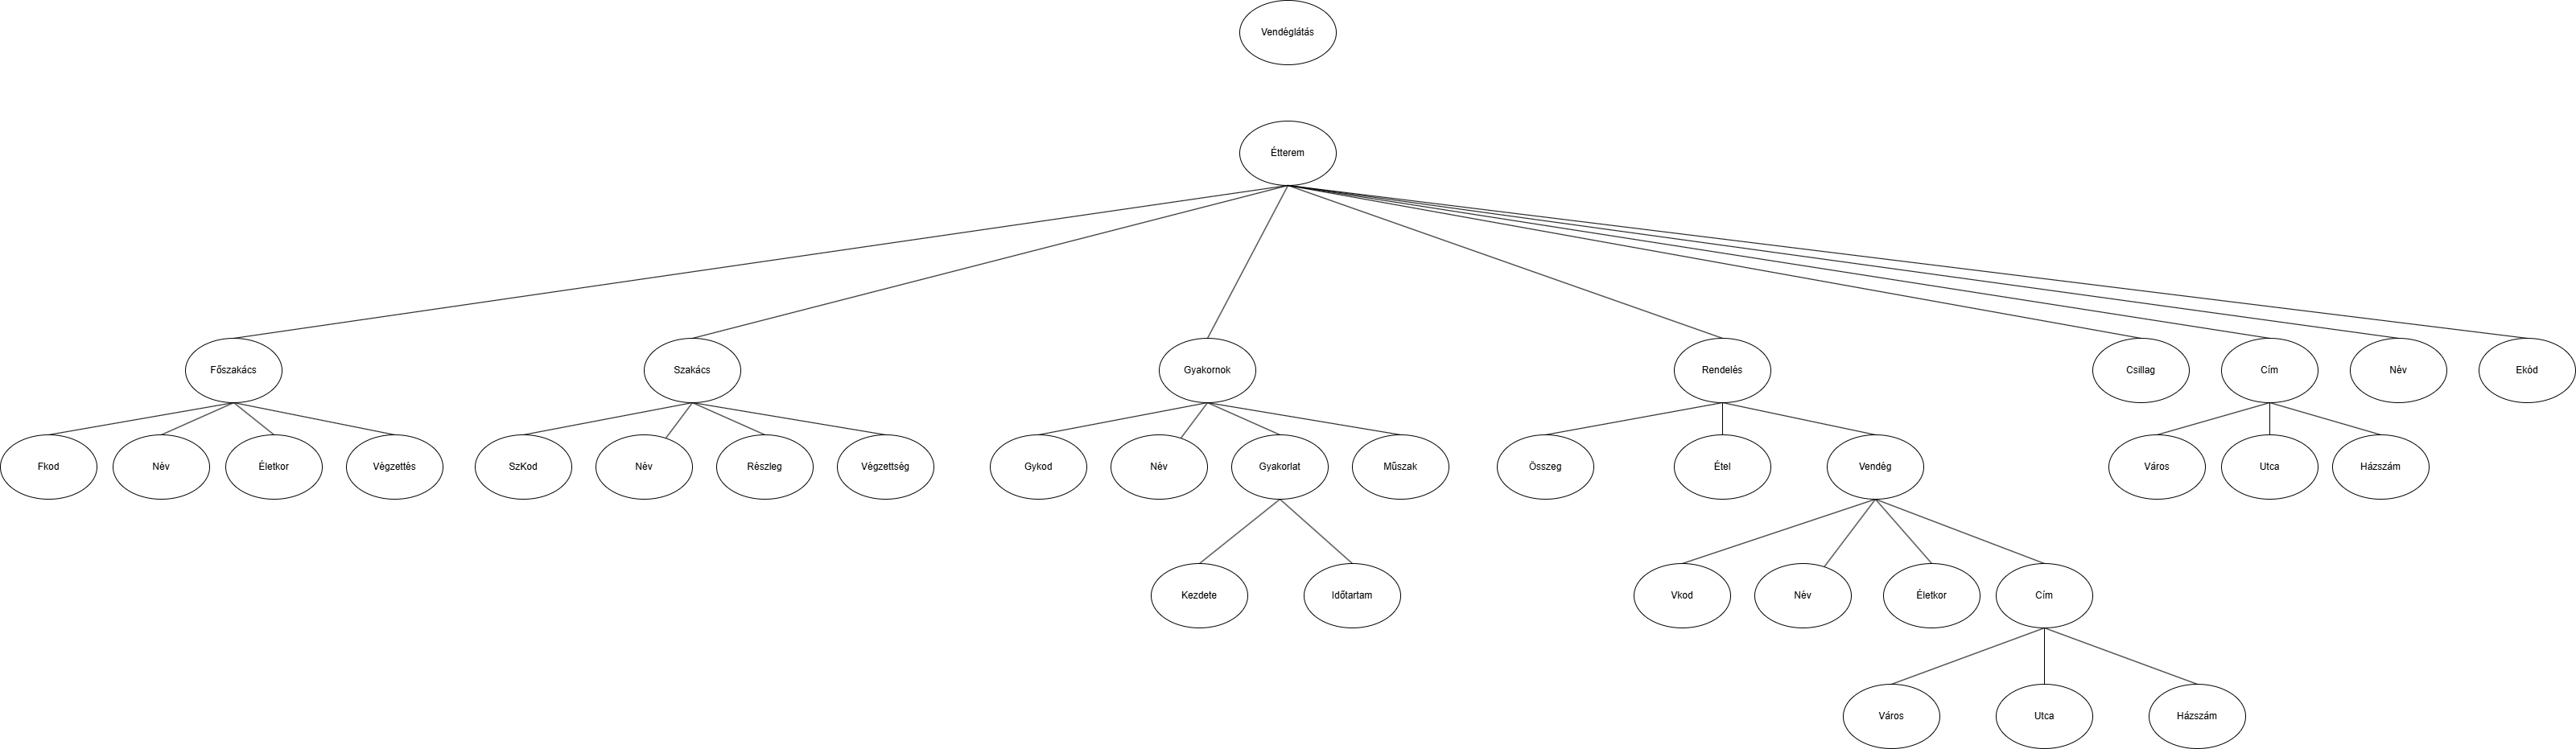 Vendéglátás
Étterem
Főszakács
Szakács
Gyakornok
Rendelés
Csillag
Cím
Név
Ekód
Fkod
Név
Életkor
Végzettés
SzKod
Név
Részleg
Végzettség
Gykod
Név
Gyakorlat
Műszak
Összeg
Étel
Vendég
Város
Utca
Házszám
Kezdete
Időtartam
Vkod
Név
Életkor
Cím
Város
Utca
Házszám